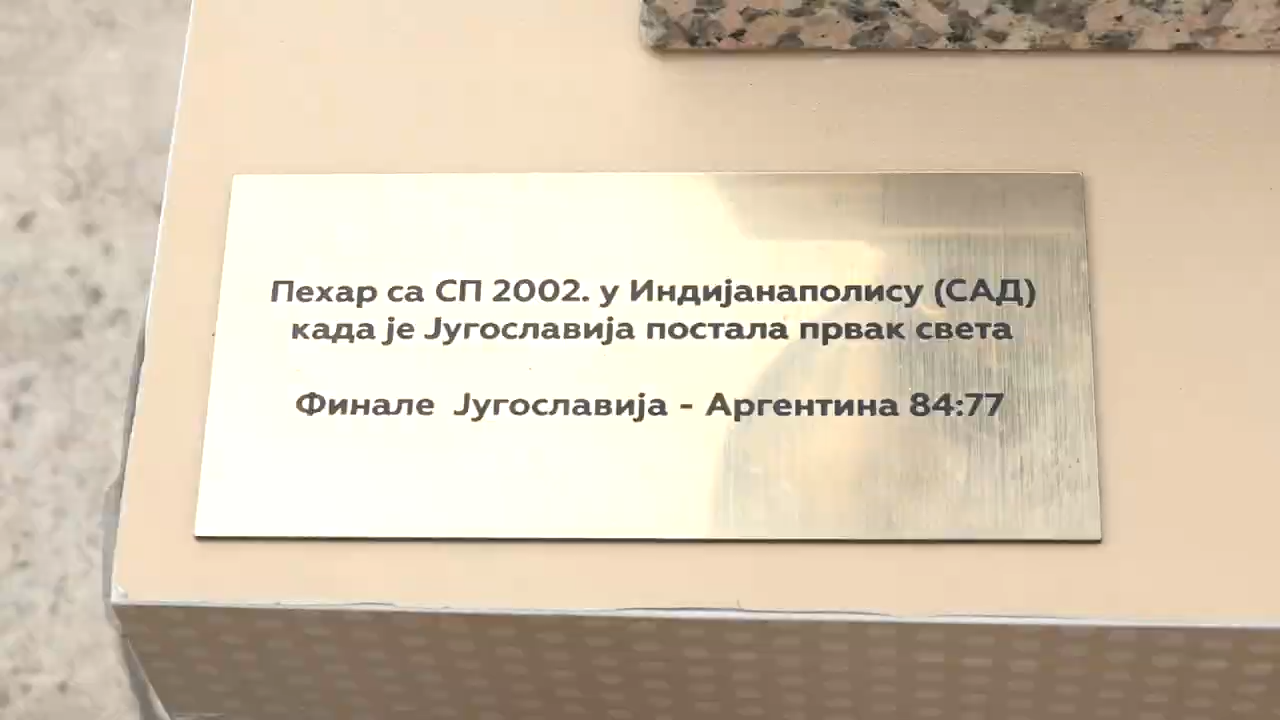 Пехар са СП 2002. у Индијанаполису (САД)
када је Југославија постала првак света
Финале Југославија - Аргентина 84:77